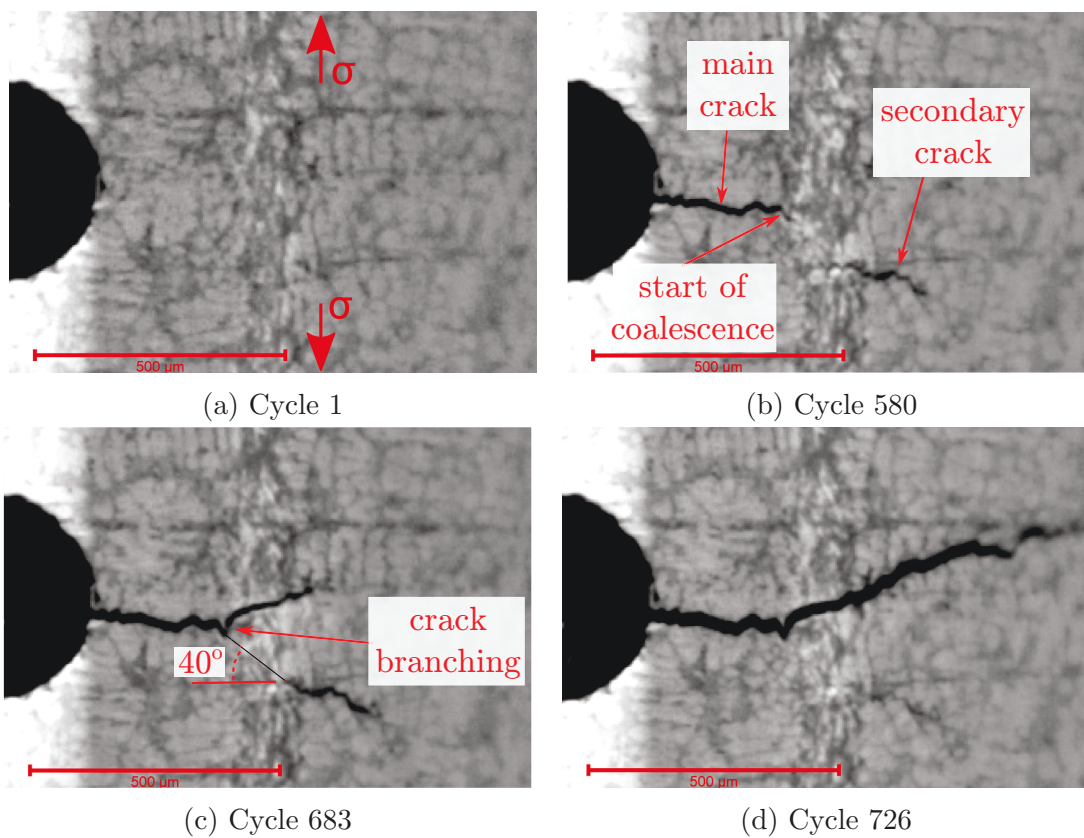 σ
σ
500 μm
(a) Cycle 1
main
crack
secondary
crack
start of
coalescence
500 μm
(b) Cycle 580
crack
branching
40°
500 μm
(c) Cycle 683
500 μm
(d) Cycle 726